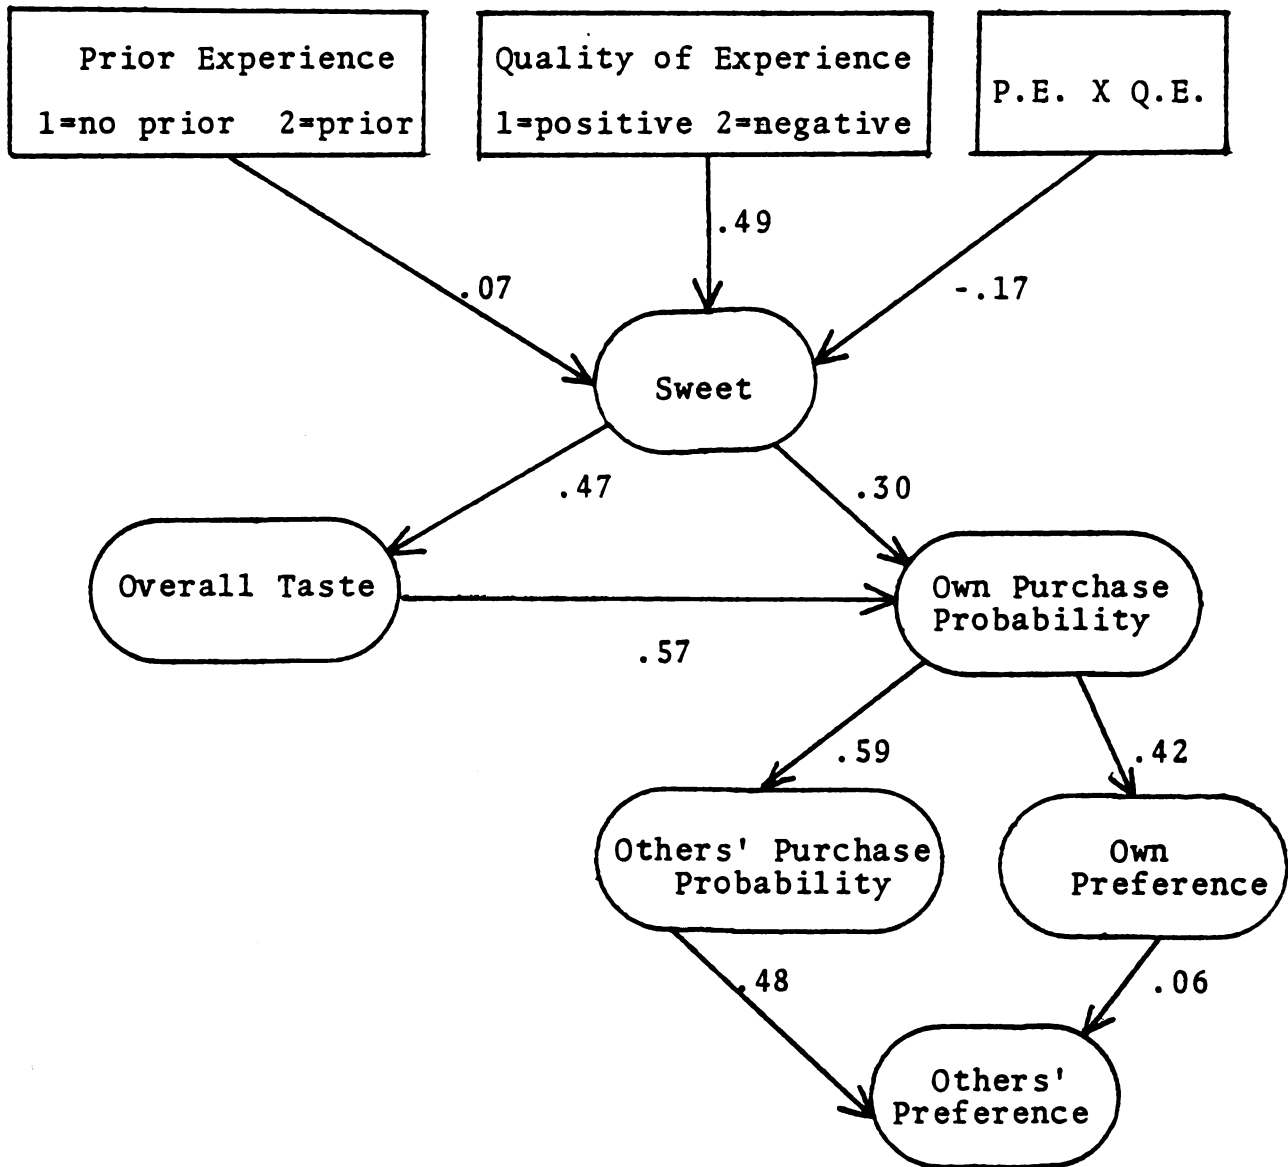 Prior Experience
1=no prior 2=prior
Quality of Experience
1=positive 2=negative
P.E. X Q.E.
.49
.07
-.17
Sweet
.47
.30
Overall Taste
Own Purchase
Probability
.57
.59
.42
Others' Purchase
Probability
Own
Preference
.48
.06
Others'
Preference